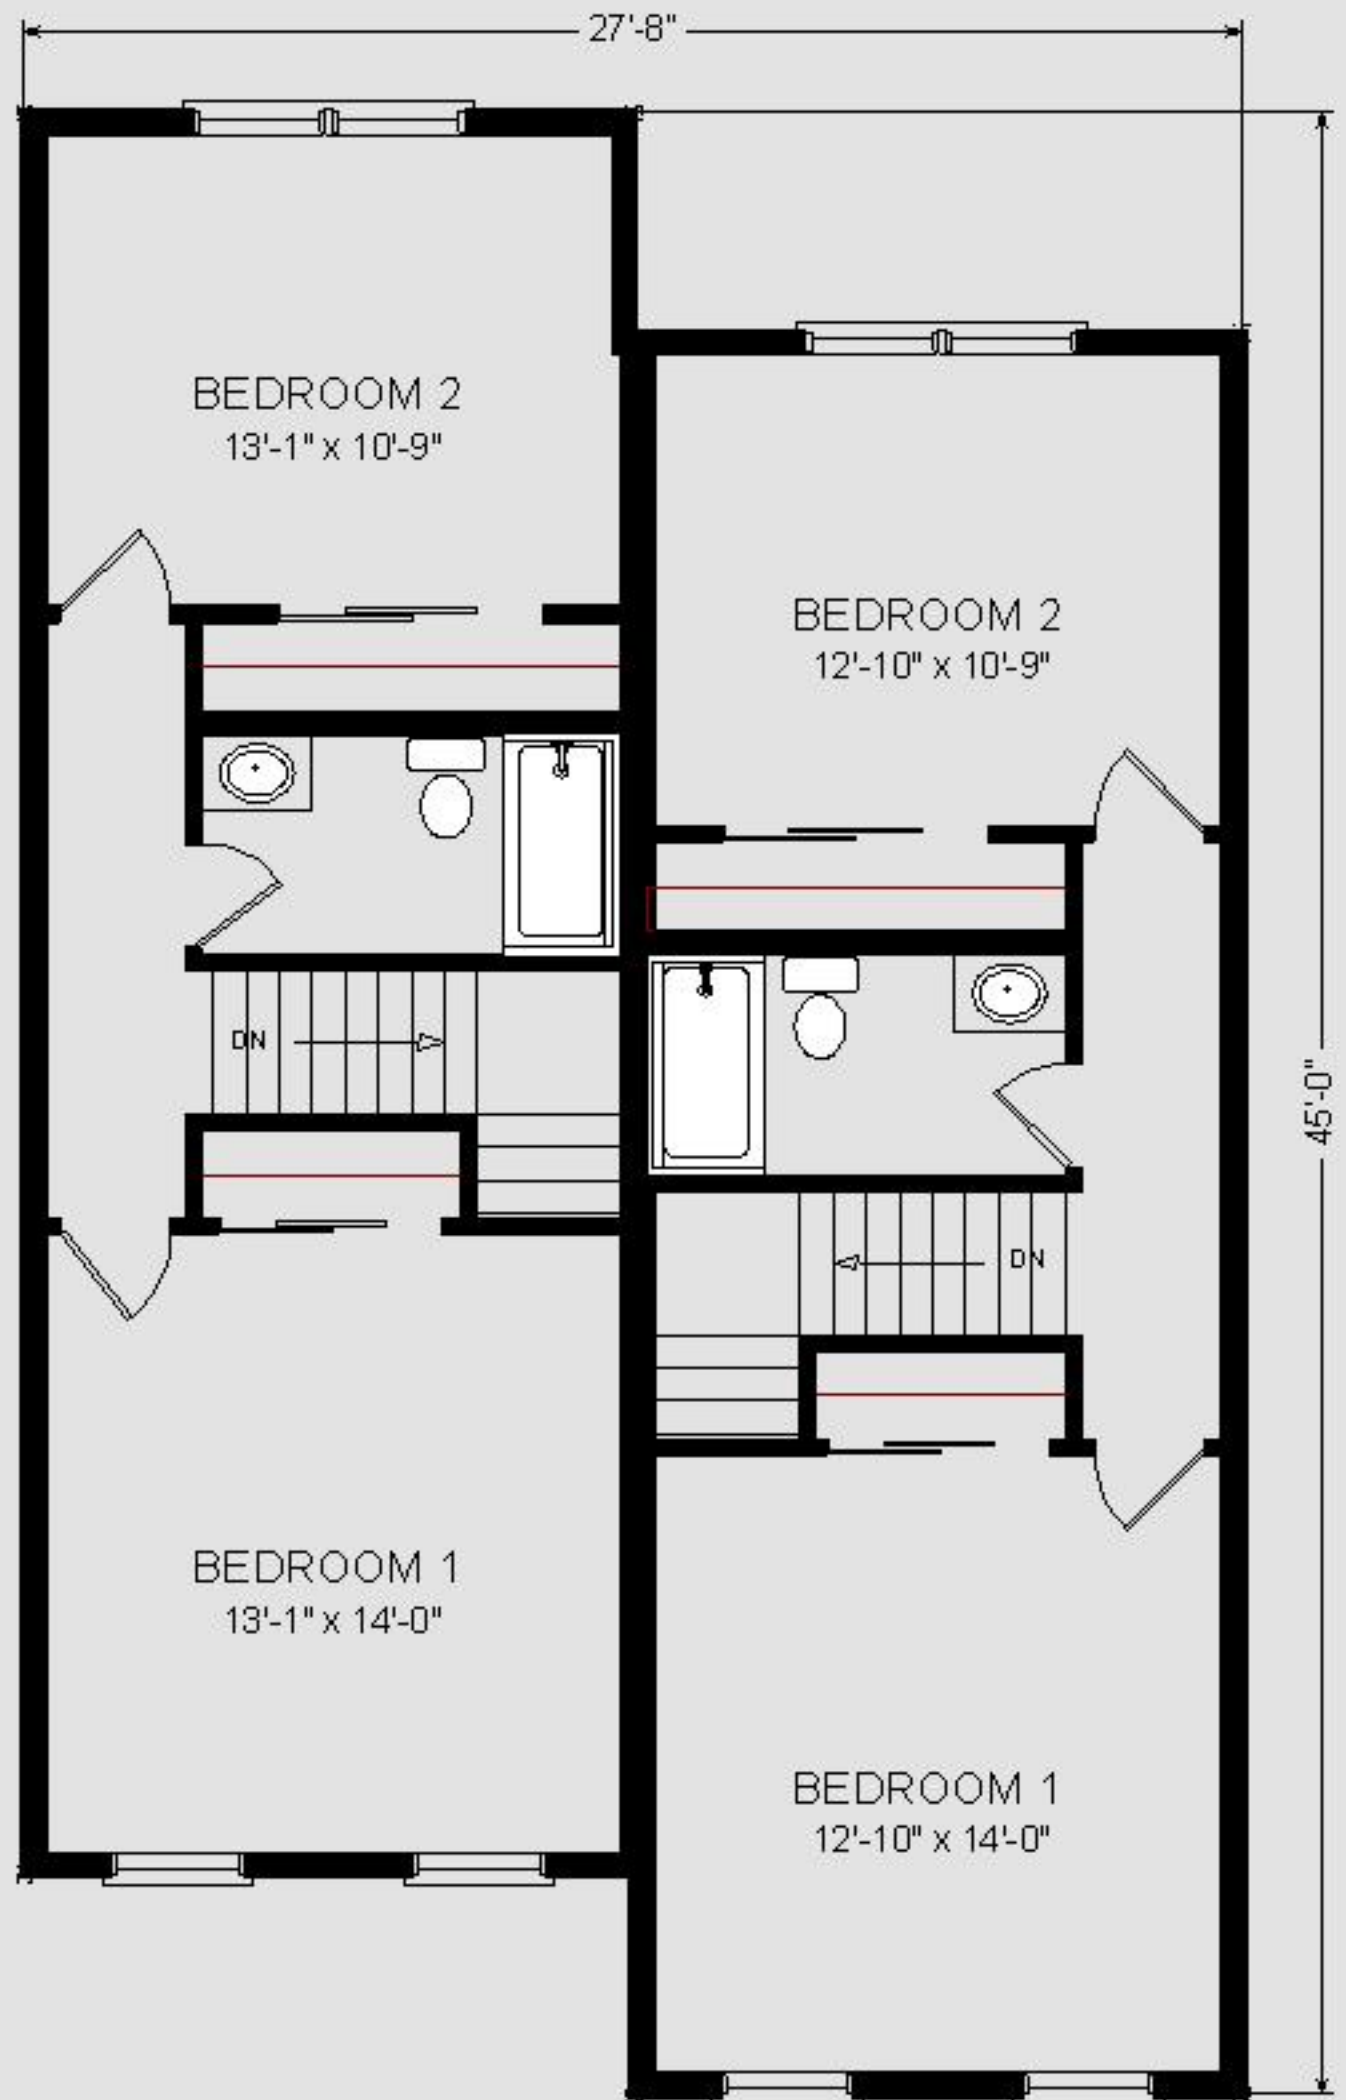 27'-8"
BEDROOM 2
13'-1" x 10'-9"
BEDROOM 2
12'-10" x 10'-9"
DN
45'-0"
DN
BEDROOM 1
13'-1" x 14'-0"
BEDROOM 1
12'-10" x 14'-0"